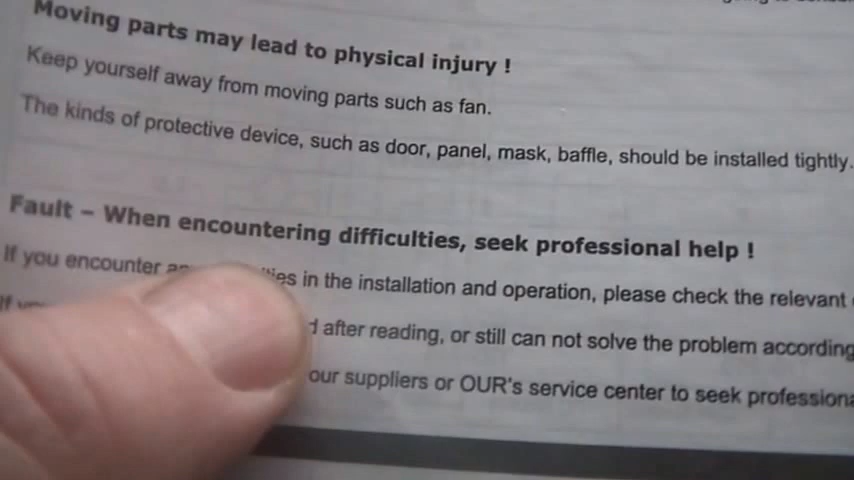 Moving parts may lead to physical injury !
Keep yourself away from moving parts such as fan.
The kinds of protective device, such as door, panel, mask, baffle, should be installed tightly.
Fault – When encountering difficulties, seek professional help !
If you encounter in the installation and operation, please check the relevant
If after reading, or still can not solve the problem according
our suppliers or OUR's service center to seek